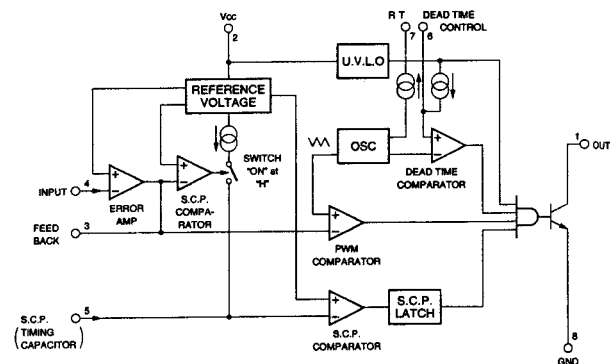 Vcc
2
R T
7
DEAD TIME
CONTROL
6
U.V.L.O
REFERENCE
VOLTAGE
OSC
SWITCH
"ON" at
"H"
1
OUT
DEAD TIME
COMPARATOR
INPUT
4
ERROR
AMP
S.C.P.
COMPA-
RATOR
FEED
BACK
3
PWM
COMPARATOR
S.C.P.
TIMING
CAPACITOR
5
S.C.P.
COMPARATOR
S.C.P.
LATCH
8
GND
+
−
+
−
+
−
+
−
+
−